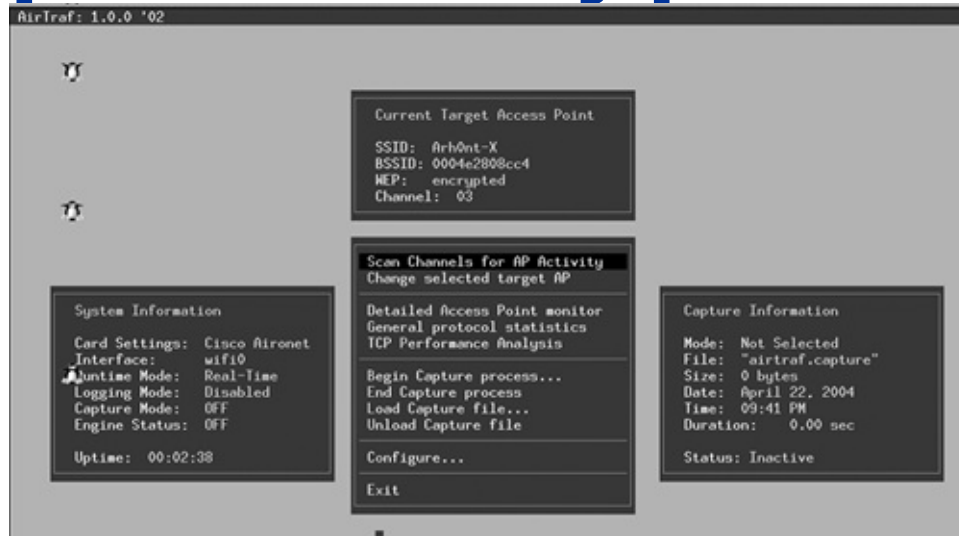 AirTraf: 1.0.0 '02
Current Target Access Point
SSID: Arh0nt-X
BSSID: 0004e2808cc4
WEP: encrypted
Channel: 03
Scan Channels for AP Activity
Change selected target AP
Detailed Access Point monitor
General protocol statistics
TCP Performance Analysis
Begin Capture process...
End Capture process
Load Capture file...
Unload Capture file
Configure...
Exit
System Information
Card Settings: Cisco Aironet
Interface: wifi0
untime Mode: Real-Time
Logging Mode: Disabled
Capture Mode: OFF
Engine Status: OFF
Uptime: 00:02:38
Capture Information
Mode: Not Selected
File: "airtraf.capture"
Size: 0 bytes
Date: April 22, 2004
Time: 09:41 PM
Duration: 0.00 sec
Status: Inactive